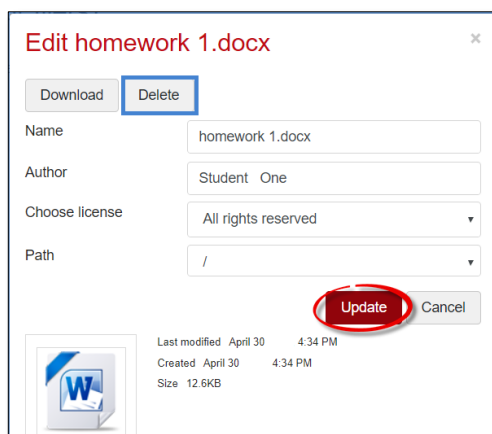 Edit homework 1.docx ×
Download Delete
Name homework 1.docx
Author Student One
Choose license All rights reserved
Path /
Update Cancel
Last modified April 30 4:34 PM
Created April 30 4:34 PM
Size 12.6KB
W